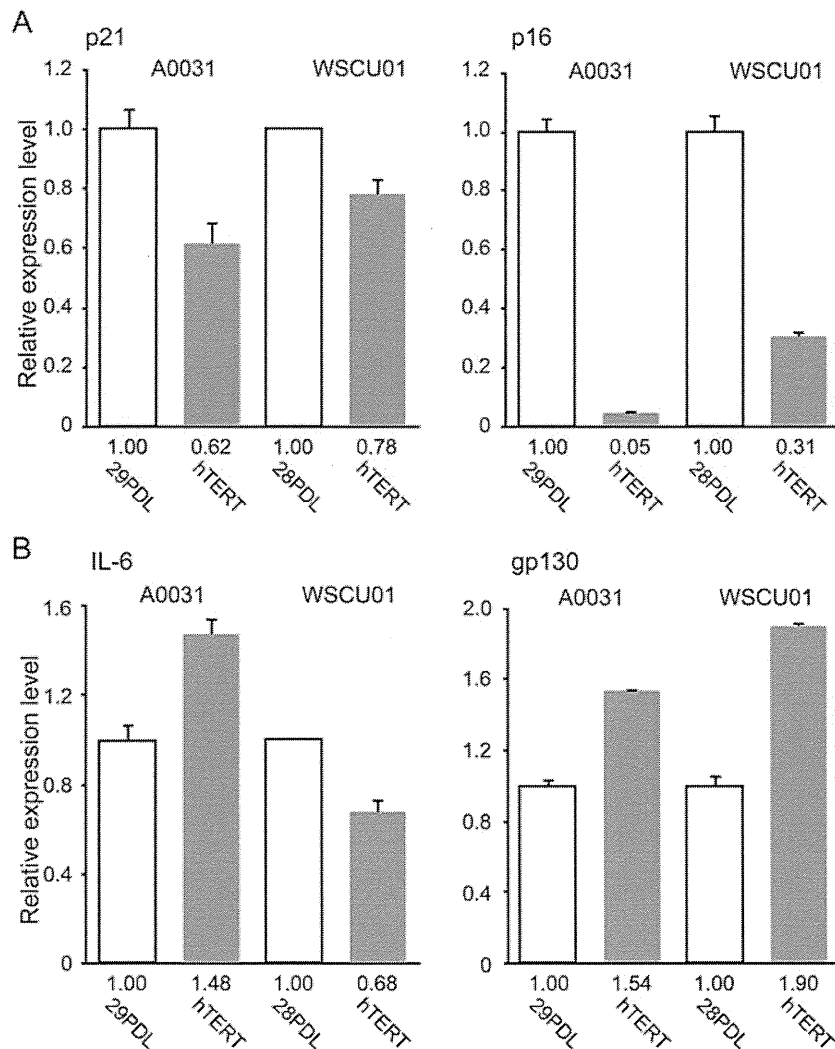 A
p21
A0031 WSCU01
Relative expression level
1.2
1.0
0.8
0.6
0.4
0.2
0
1.00 0.62 1.00 0.78
29PDL hTERT 28PDL hTERT
p16
A0031 WSCU01
1.2
1.0
0.8
0.6
0.4
0.2
0
1.00 0.05 1.00 0.31
29PDL hTERT 28PDL hTERT
B
IL-6
A0031 WSCU01
Relative expression level
1.6
1.2
0.8
0.4
0
1.00 1.48 1.00 0.68
29PDL hTERT 28PDL hTERT
gp130
A0031 WSCU01
2.0
1.6
1.2
0.8
0.4
0
1.00 1.54 1.00 1.90
29PDL hTERT 28PDL hTERT